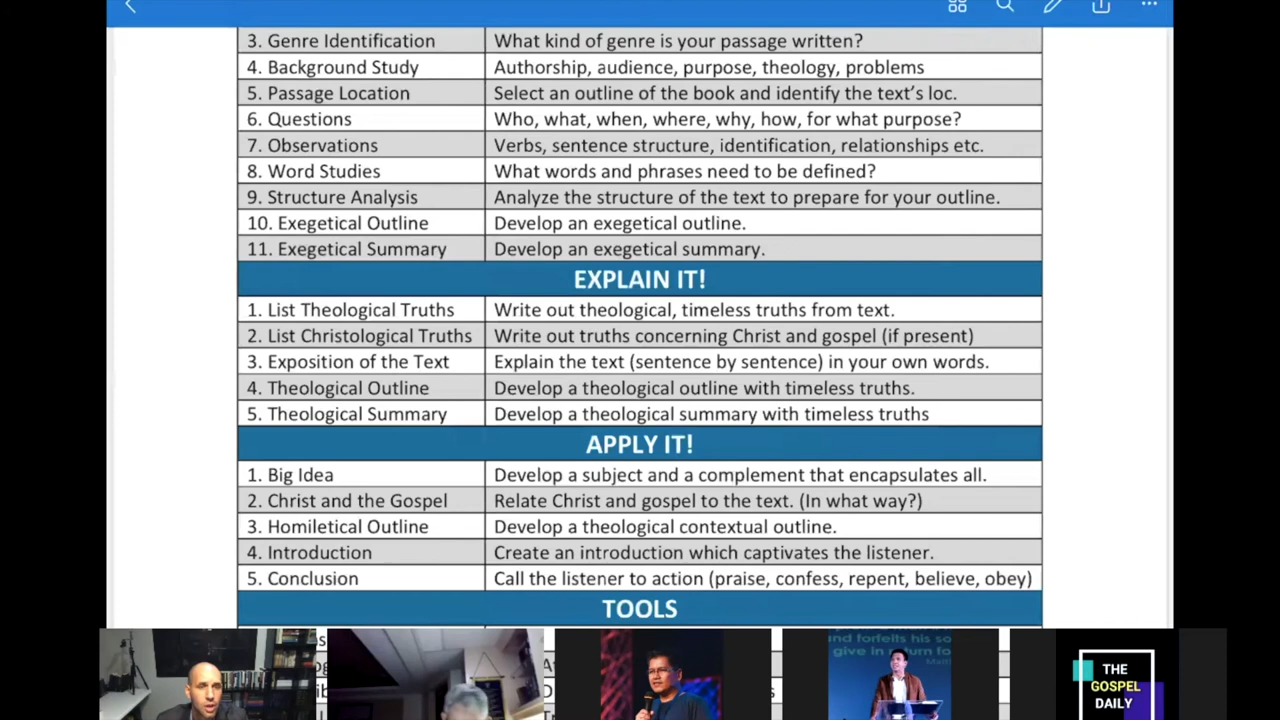 3. Genre Identification What kind of genre is your passage written?
4. Background Study Authorship, audience, purpose, theology, problems
5. Passage Location Select an outline of the book and identify the text's loc.
6. Questions Who, what, when, where, why, how, for what purpose?
7. Observations Verbs, sentence structure, identification, relationships etc.
8. Word Studies What words and phrases need to be defined?
9. Structure Analysis Analyze the structure of the text to prepare for your outline.
10. Exegetical Outline Develop an exegetical outline.
11. Exegetical Summary Develop an exegetical summary.
EXPLAIN IT!
1. List Theological Truths Write out theological, timeless truths from text.
2. List Christological Truths Write out truths concerning Christ and gospel (if present)
3. Exposition of the Text Explain the text (sentence by sentence) in your own words.
4. Theological Outline Develop a theological outline with timeless truths.
5. Theological Summary Develop a theological summary with timeless truths
APPLY IT!
1. Big Idea Develop a subject and a complement that encapsulates all.
2. Christ and the Gospel Relate Christ and gospel to the text. (In what way?)
3. Homiletical Outline Develop a theological contextual outline.
4. Introduction Create an introduction which captivates the listener.
5. Conclusion Call the listener to action (praise, confess, repent, believe, obey)
TOOLS
and forfeits his so
give in return fo
THE
GOSPEL
DAILY